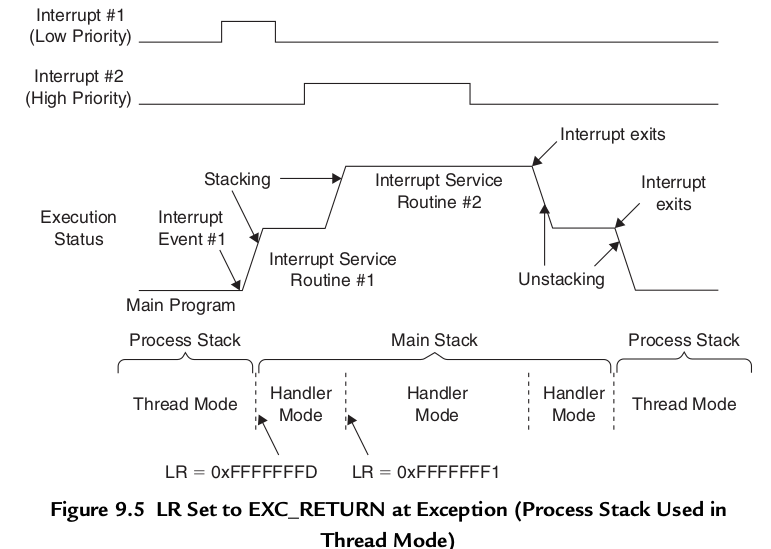 Interrupt #1
(Low Priority)
Interrupt #2
(High Priority)
Interrupt exits
Stacking
Interrupt Service
Routine #2
Interrupt
exits
Execution
Status
Interrupt
Event #1
Interrupt Service
Routine #1
Unstacking
Main Program
Process Stack
Main Stack
Process Stack
Thread Mode
Handler
Mode
Handler
Mode
Handler
Mode
Thread Mode
LR = 0xFFFFFFFD
LR = 0xFFFFFFF1
Figure 9.5 LR Set to EXC_RETURN at Exception (Process Stack Used in
Thread Mode)